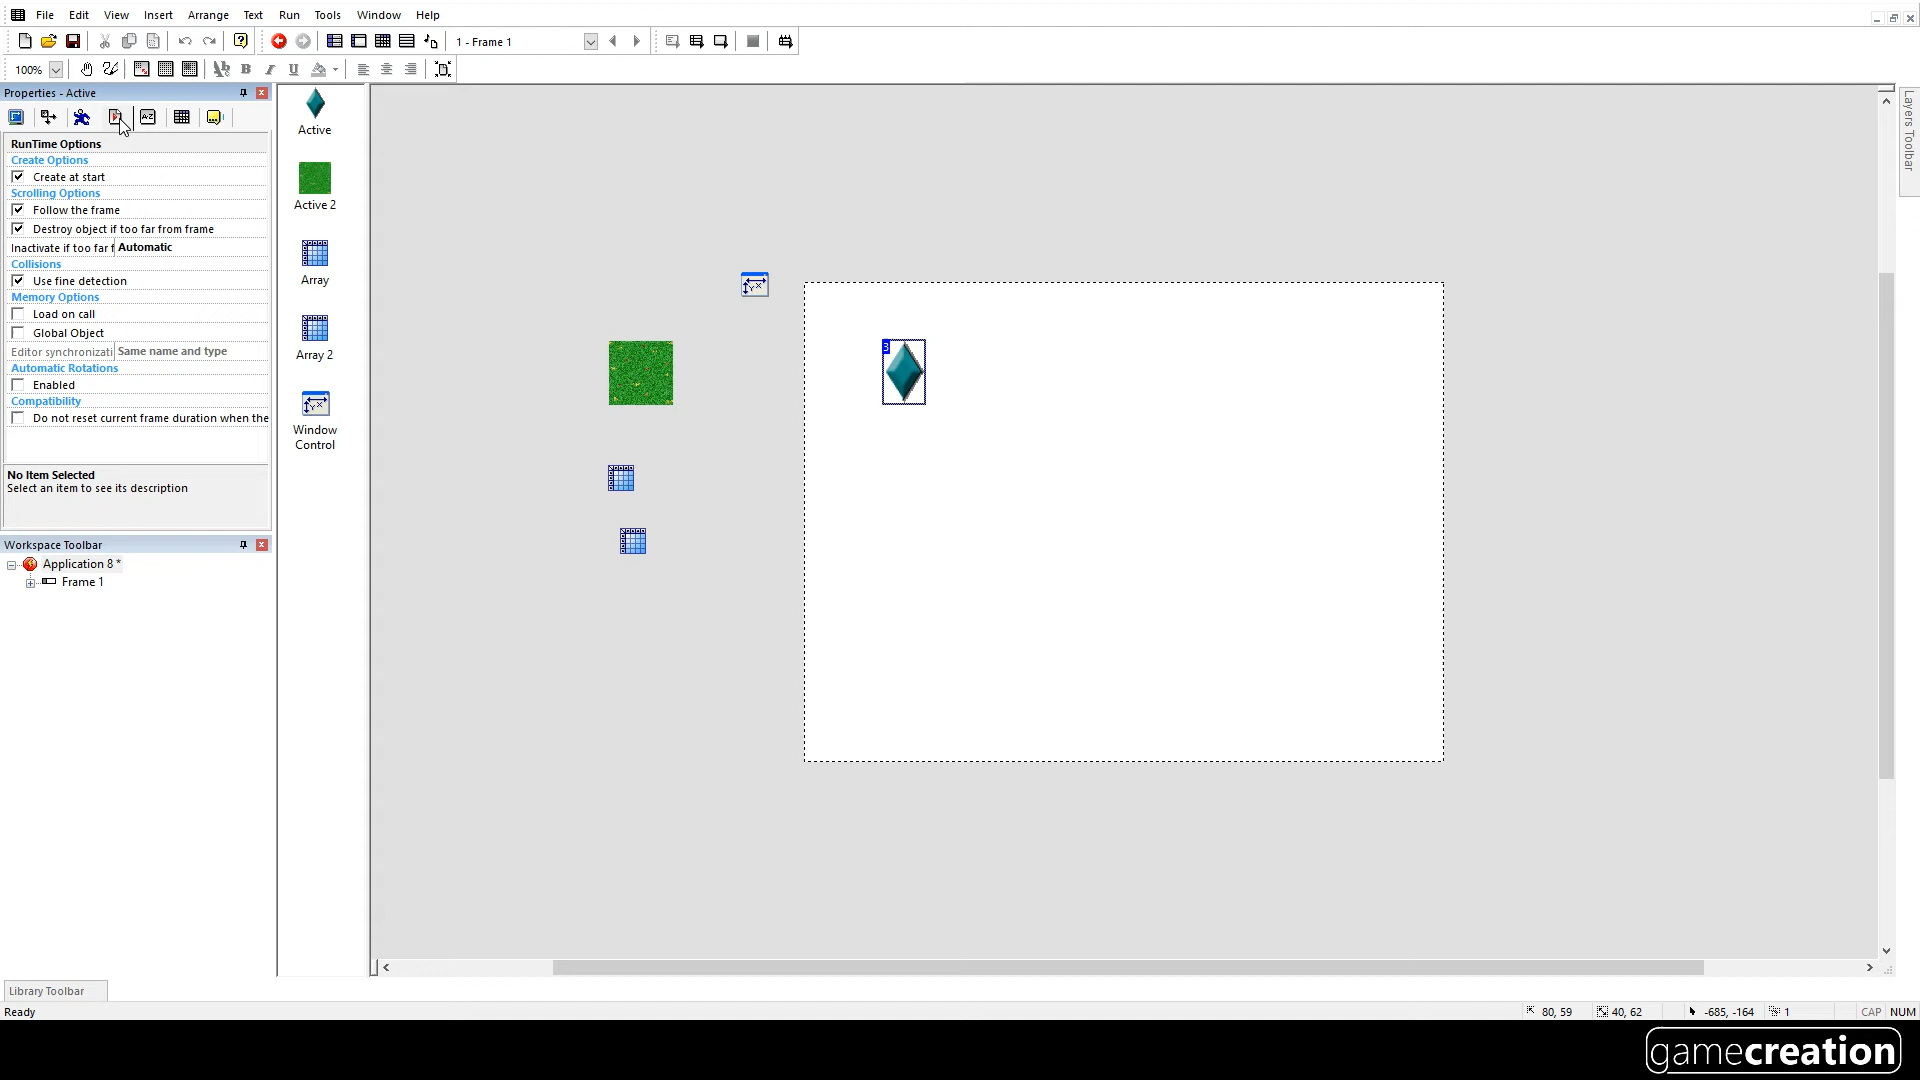 File Edit View Insert Arrange Text Run Tools Window Help
1 - Frame 1
100%
Properties - Active
RunTime Options
Create Options
Create at start
Scrolling Options
Follow the frame
Destroy object if too far from frame
Inactivate if too far f Automatic
Collisions
Use fine detection
Memory Options
Load on call
Global Object
Editor synchronizati Same name and type
Automatic Rotations
Enabled
Compatibility
Do not reset current frame duration when the
No Item Selected
Select an item to see its description
Workspace Toolbar
Application 8 *
Frame 1
Active
Active 2
Array
Array 2
Window
Control
3
Layers Toolbar
Library Toolbar
Ready
80, 59 40, 62 -685, -164 1 CAP NUM
gamecreation